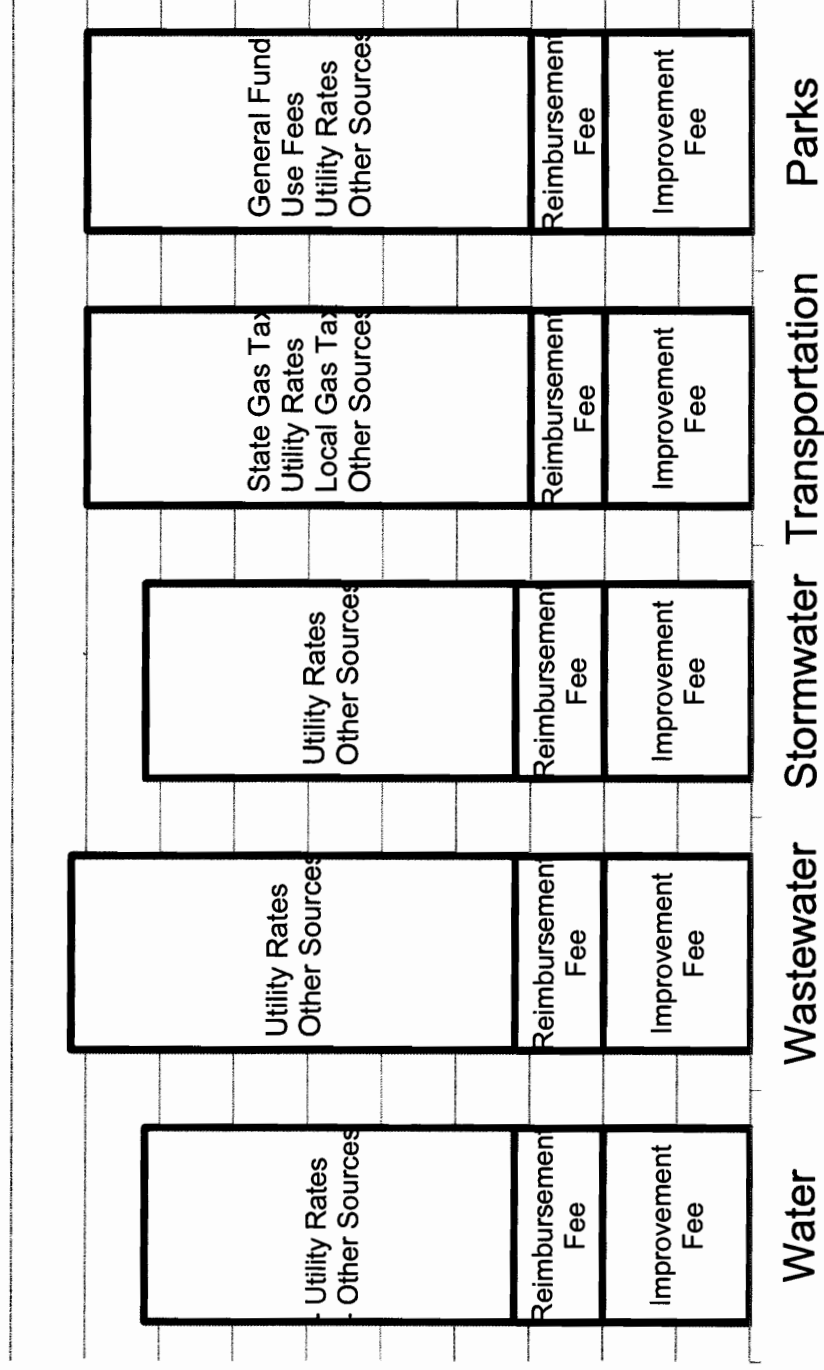 Utility Rates
Other Sources
Reimbursement
Fee
Improvement
Fee
Water
Utility Rates
Other Sources
Reimbursement
Fee
Improvement
Fee
Wastewater
Utility Rates
Other Sources
Reimbursement
Fee
Improvement
Fee
Stormwater
State Gas Tax
Utility Rates
Local Gas Tax
Other Sources
Reimbursement
Fee
Improvement
Fee
Transportation
General Fund
Use Fees
Utility Rates
Other Sources
Reimbursement
Fee
Improvement
Fee
Parks